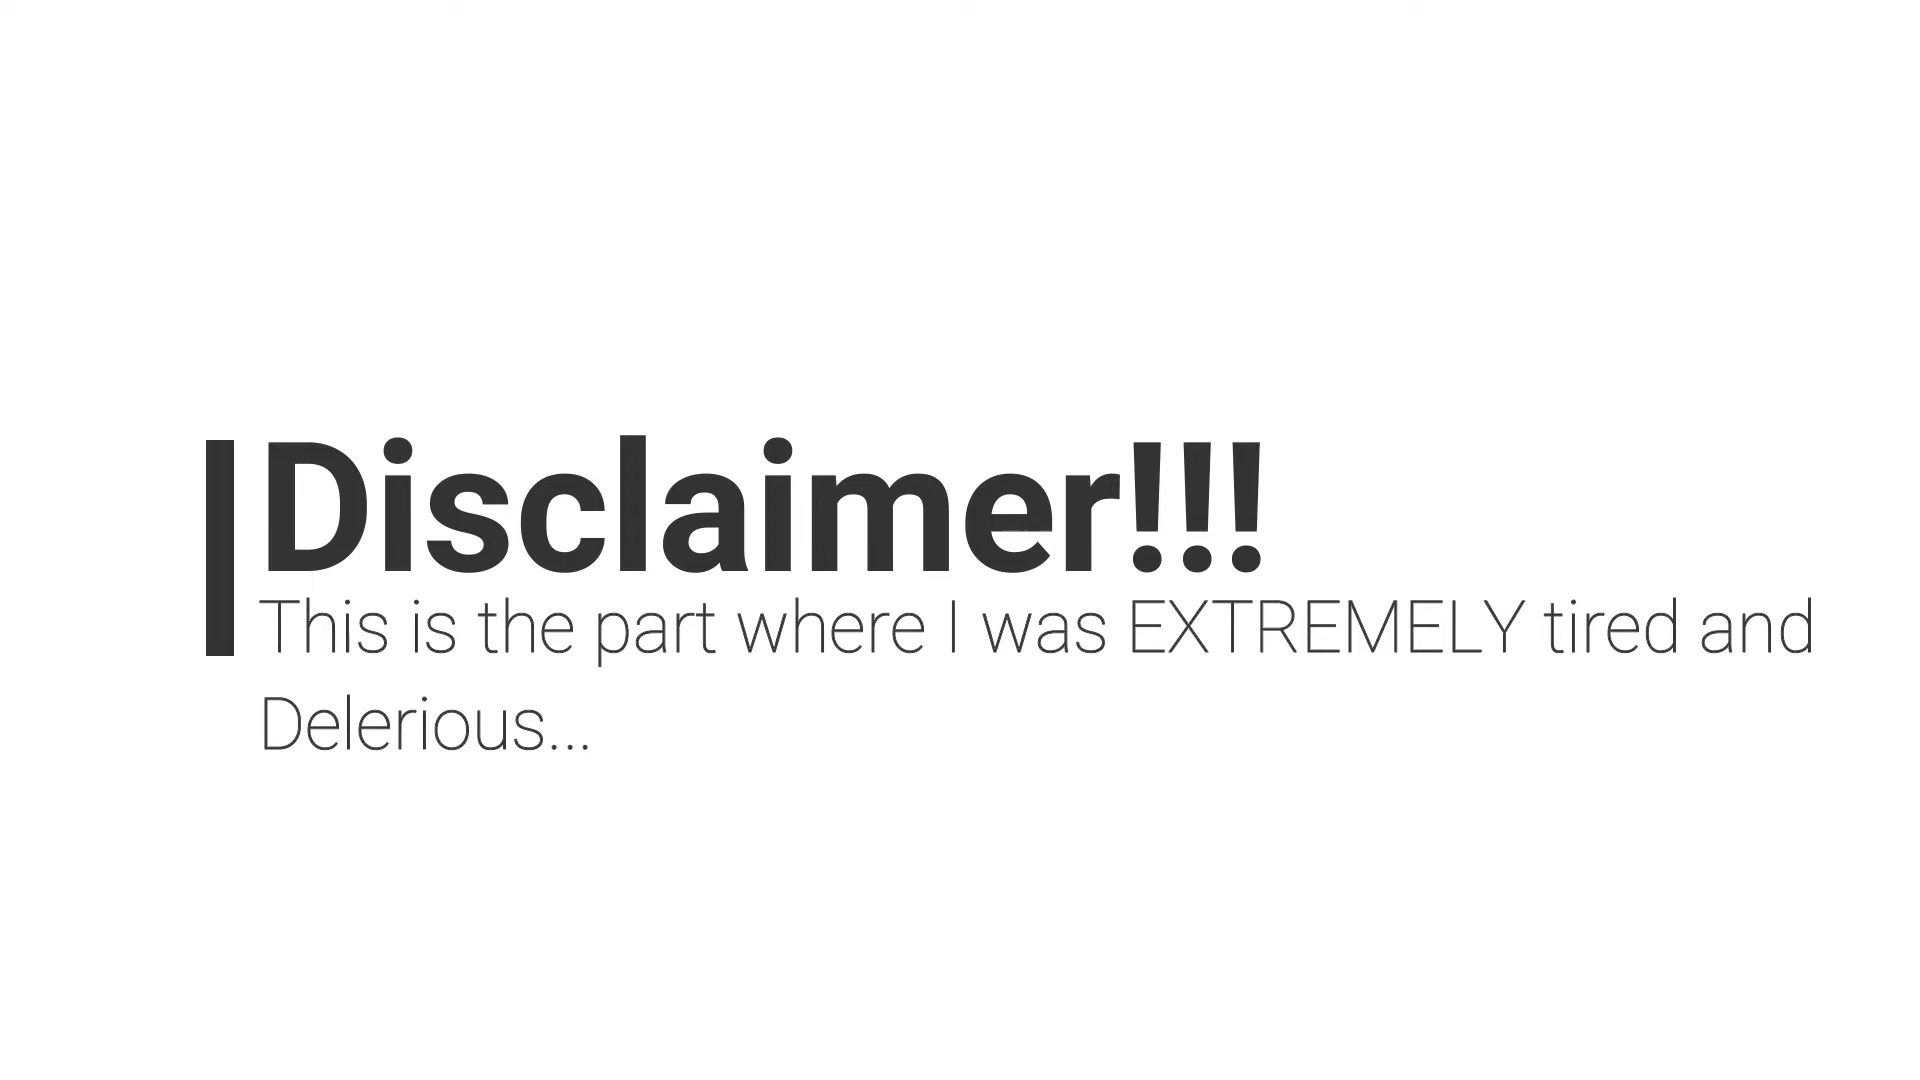 Disclaimer!!!
This is the part where I was EXTREMELY tired and
Delerious...